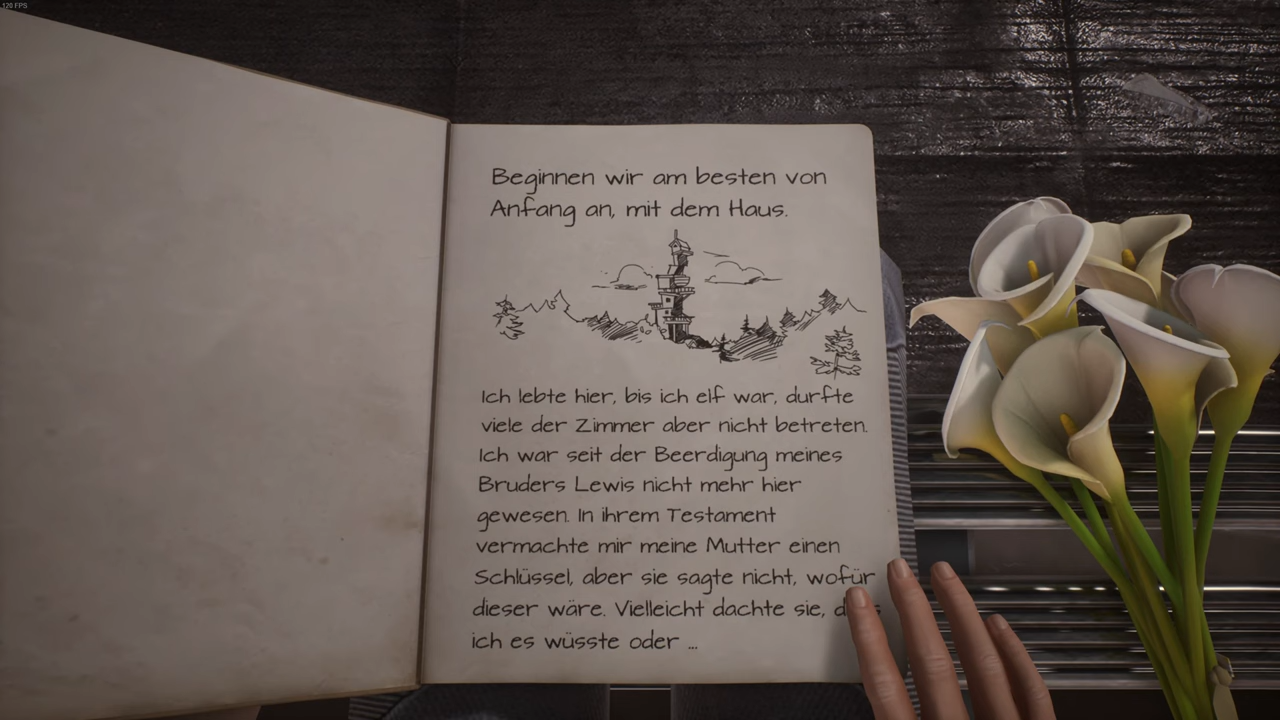 120 FPS
Beginnen wir am besten von
Anfang an, mit dem Haus.
Ich lebte hier, bis ich elf war, durfte
viele der Zimmer aber nicht betreten.
Ich war seit der Beerdigung meines
Bruders Lewis nicht mehr hier
gewesen. In ihrem Testament
vermachte mir meine Mutter einen
Schlüssel, aber sie sagte nicht, wofür
dieser wäre. Vielleicht dachte sie,
ich es wüsste oder ...